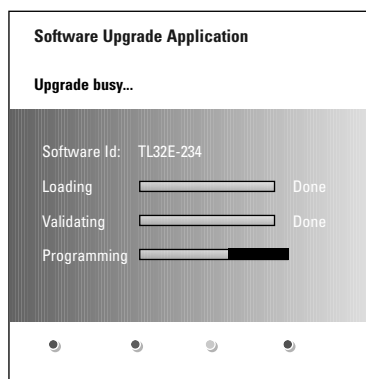 Software Upgrade Application
Upgrade busy...
Software Id: TL32E-234
Loading Done
Validating Done
Programming